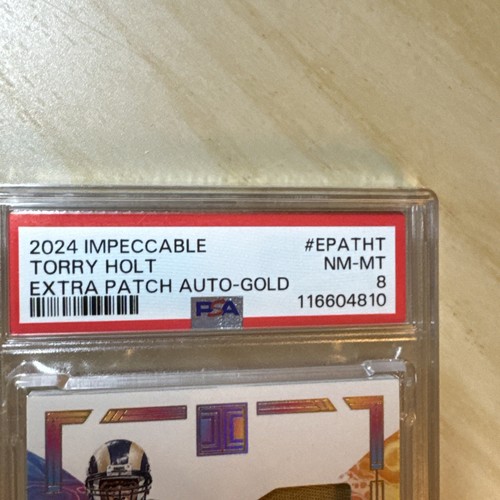 2024 IMPECCABLE #EPATHT
TORRY HOLT NM-MT
EXTRA PATCH AUTO-GOLD 8
PSA 116604810